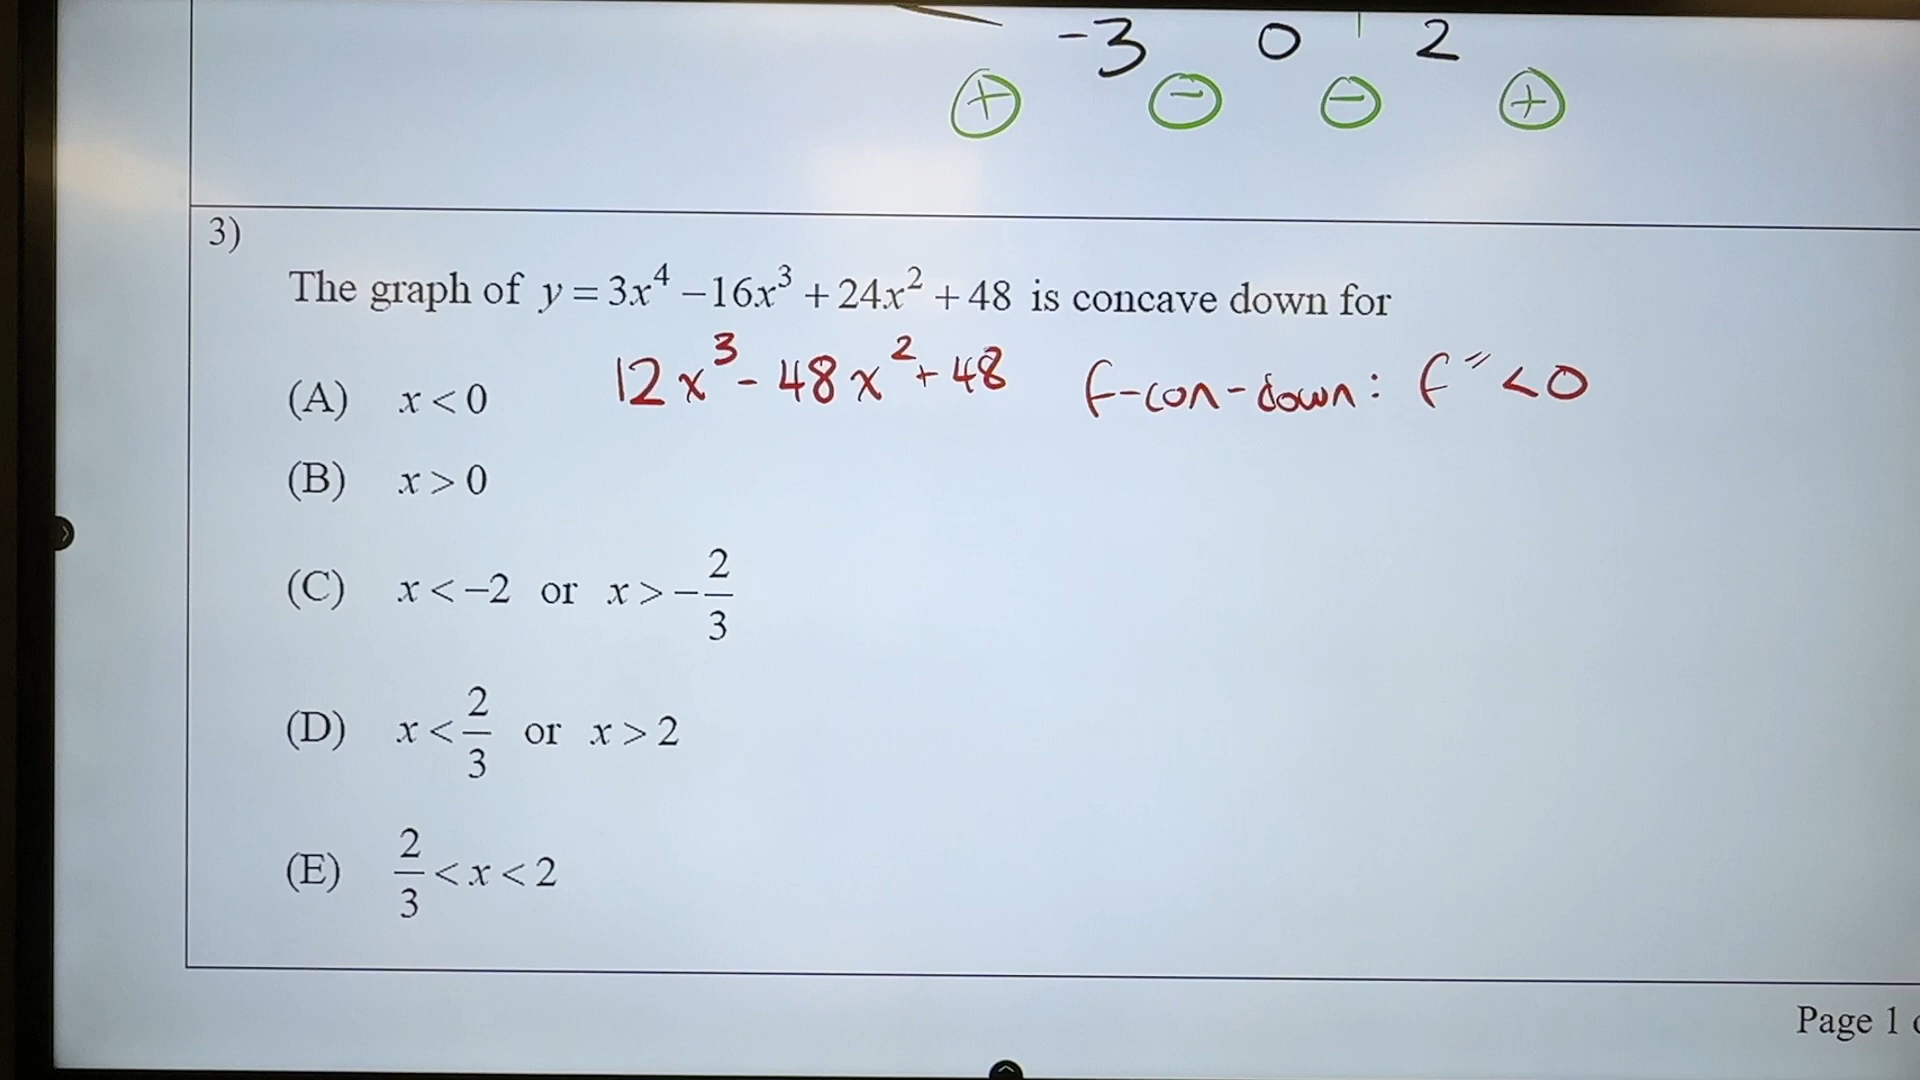 -3 0 2
+ - - +
3)
The graph of y = 3x⁴ – 16x³ + 24x² + 48 is concave down for
12x³ - 48x² + 48 f-con-down: f″ < 0
(A) x < 0
(B) x > 0
(C) x < –2 or x > –2/3
(D) x < 2/3 or x > 2
(E) 2/3 < x < 2
Page 1